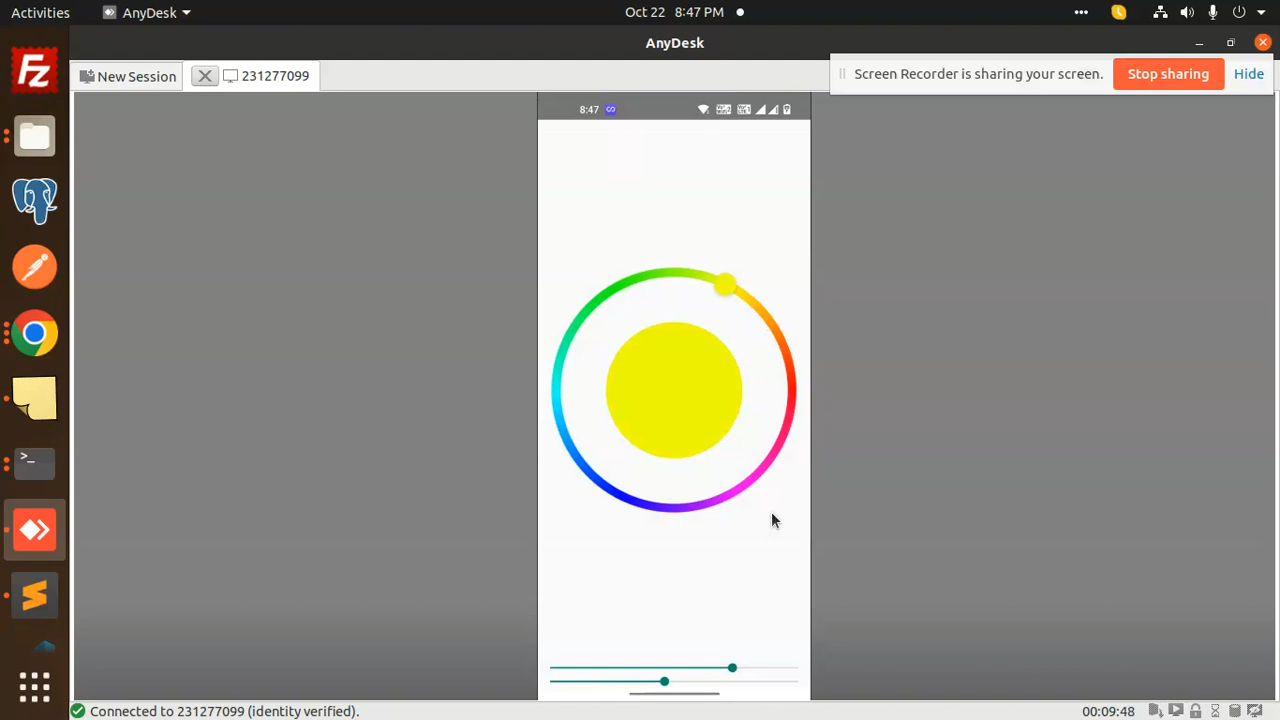 Activities
AnyDesk
Oct 22 8:47 PM
AnyDesk
New Session
231277099
Screen Recorder is sharing your screen.
Stop sharing
Hide
8:47
Connected to 231277099 (identity verified).
00:09:48